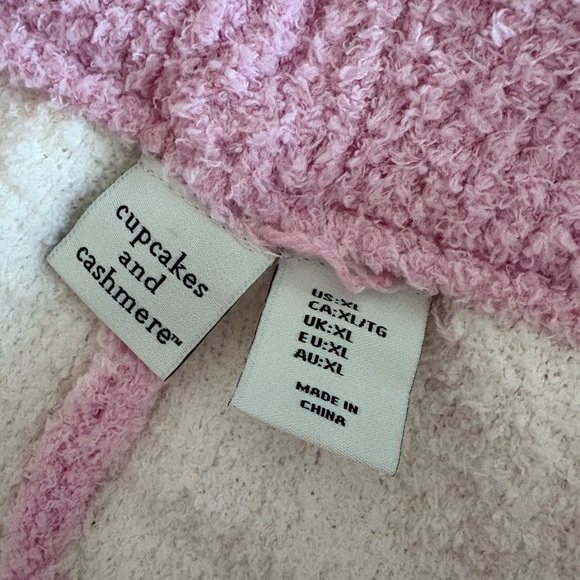 cupcakes
and
cashmere™
US:XL
CA:XL/TG
UK:XL
EU:XL
AU:XL
MADE IN
CHINA